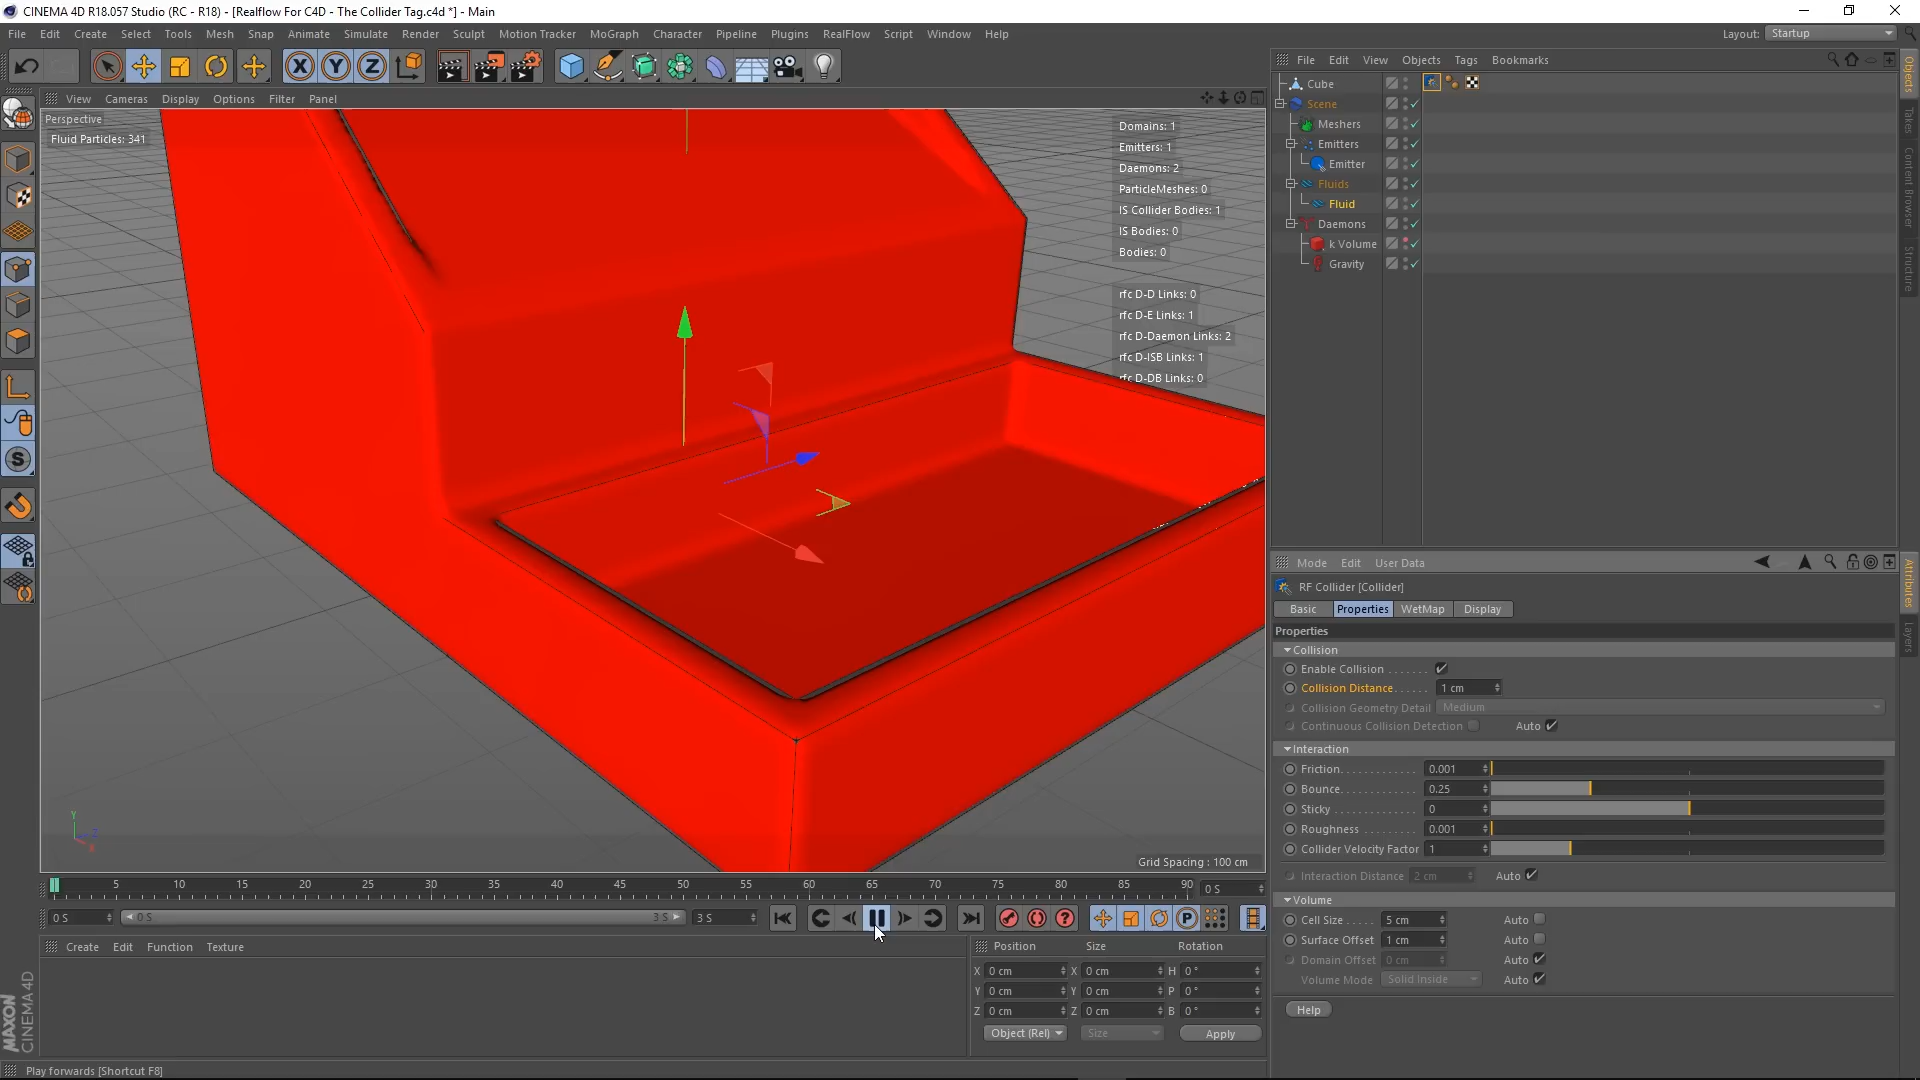 CINEMA 4D R18.057 Studio (RC - R18) - [Realflow For C4D - The Collider Tag.c4d *] - Main
File Edit Create Select Tools Mesh Snap Animate Simulate Render Sculpt Motion Tracker MoGraph Character Pipeline Plugins RealFlow Script Window Help
Layout: Startup
X Y Z
File Edit View Objects Tags Bookmarks
View Cameras Display Options Filter Panel
Perspective
Fluid Particles: 341
Domains: 1
Emitters: 1
Daemons: 2
ParticleMeshes: 0
IS Collider Bodies: 1
IS Bodies: 0
Bodies: 0
rfc D-D Links: 0
rfc D-E Links: 1
rfc D-Daemon Links: 2
rfc D-ISB Links: 1
rfc D-DB Links: 0
Y
Grid Spacing : 100 cm
Cube
Scene
Meshers
Emitters
Emitter
Fluids
Fluid
Daemons
k Volume
Gravity
Objects
Takes
Content Browser
Structure
Mode Edit User Data
RF Collider [Collider]
Basic Properties WetMap Display
Properties
Collision
Enable Collision
Collision Distance 1 cm
Collision Geometry Detail Medium
Continuous Collision Detection Auto
Interaction
Friction 0.001
Bounce 0.25
Sticky 0
Roughness 0.001
Collider Velocity Factor 1
Interaction Distance 2 cm Auto
Volume
Cell Size 5 cm Auto
Surface Offset 1 cm Auto
Domain Offset 0 cm Auto
Volume Mode Solid Inside Auto
Help
Attributes
Layers
5 10 15 20 25 30 35 40 45 50 55 60 65 70 75 80 85 90 0 S
0 S 0 S 3 S 3 S
Create Edit Function Texture
Position Size Rotation
X 0 cm X 0 cm H 0 °
Y 0 cm Y 0 cm P 0 °
Z 0 cm Z 0 cm B 0 °
Object (Rel) Size Apply
MAXON
CINEMA 4D
Play forwards [Shortcut F8]